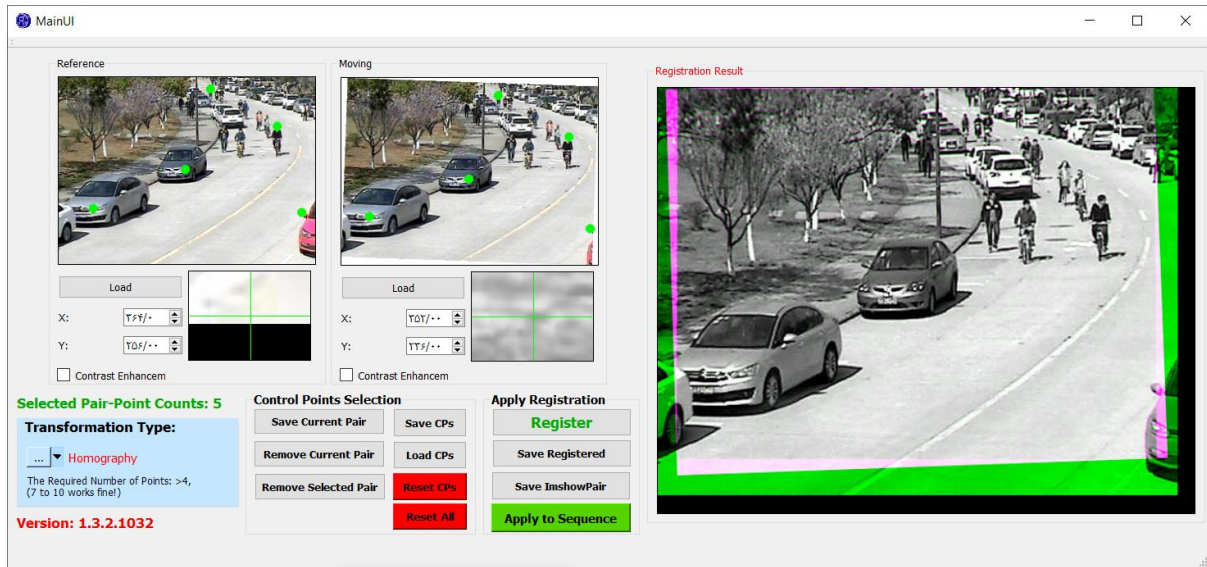 MainUI
Reference
Moving
Registration Result
Load
Load
X:
۳۶۴/۰
X:
۲۵۲/۰۰
Y:
۲۵۶/۰۰
Y:
۲۳۶/۰۰
Contrast Enhancem
Contrast Enhancem
Selected Pair-Point Counts: 5
Transformation Type:
...
Homography
The Required Number of Points: >4,
(7 to 10 works fine!)
Version: 1.3.2.1032
Control Points Selection
Save Current Pair
Save CPs
Remove Current Pair
Load CPs
Remove Selected Pair
Reset CPs
Reset All
Apply Registration
Register
Save Registered
Save ImshowPair
Apply to Sequence